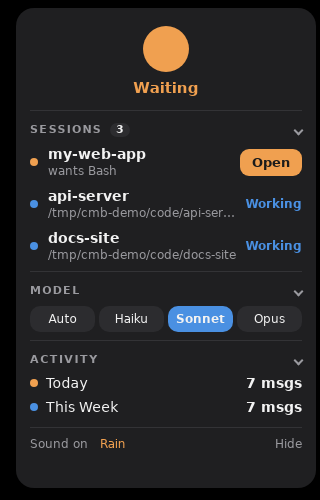 Waiting
SESSIONS 3
my-web-app
wants Bash
Open
api-server
/tmp/cmb-demo/code/api-ser...
Working
docs-site
/tmp/cmb-demo/code/docs-site
Working
MODEL
Auto Haiku Sonnet Opus
ACTIVITY
Today 7 msgs
This Week 7 msgs
Sound on Rain Hide